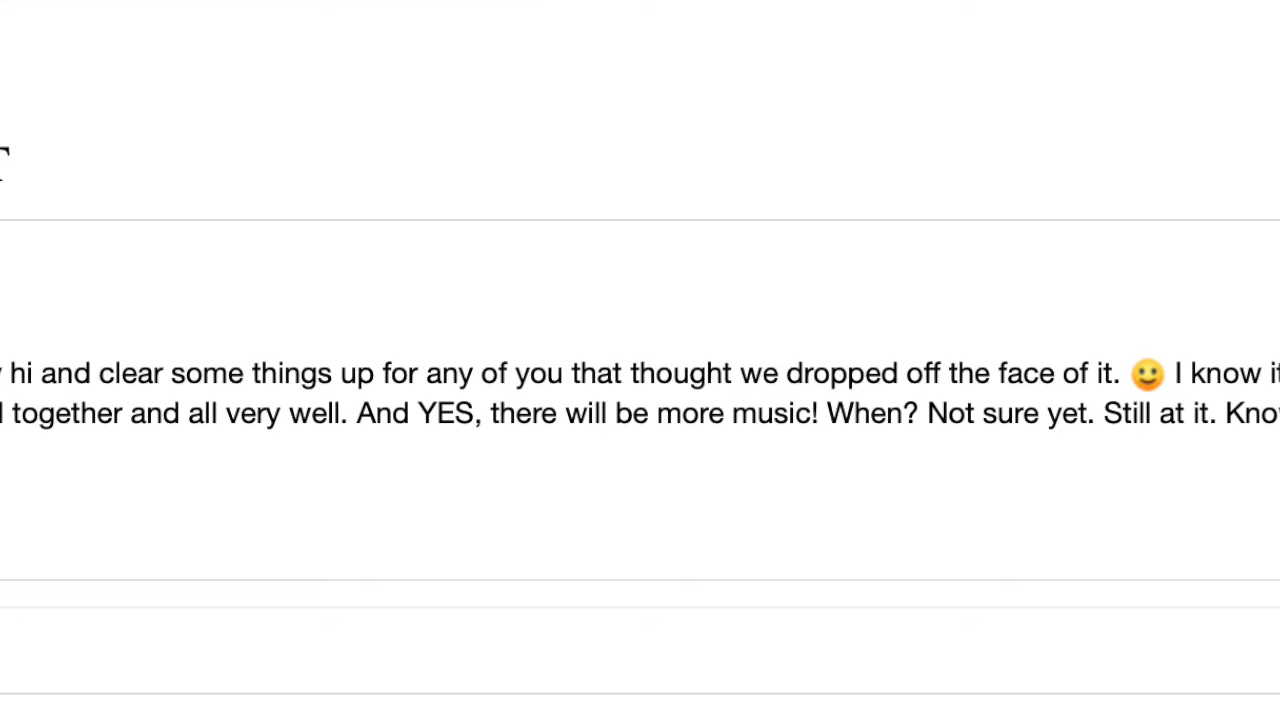 T
hi and clear some things up for any of you that thought we dropped off the face of it. 🙂 I know
together and all very well. And YES, there will be more music! When? Not sure yet. Still at it.